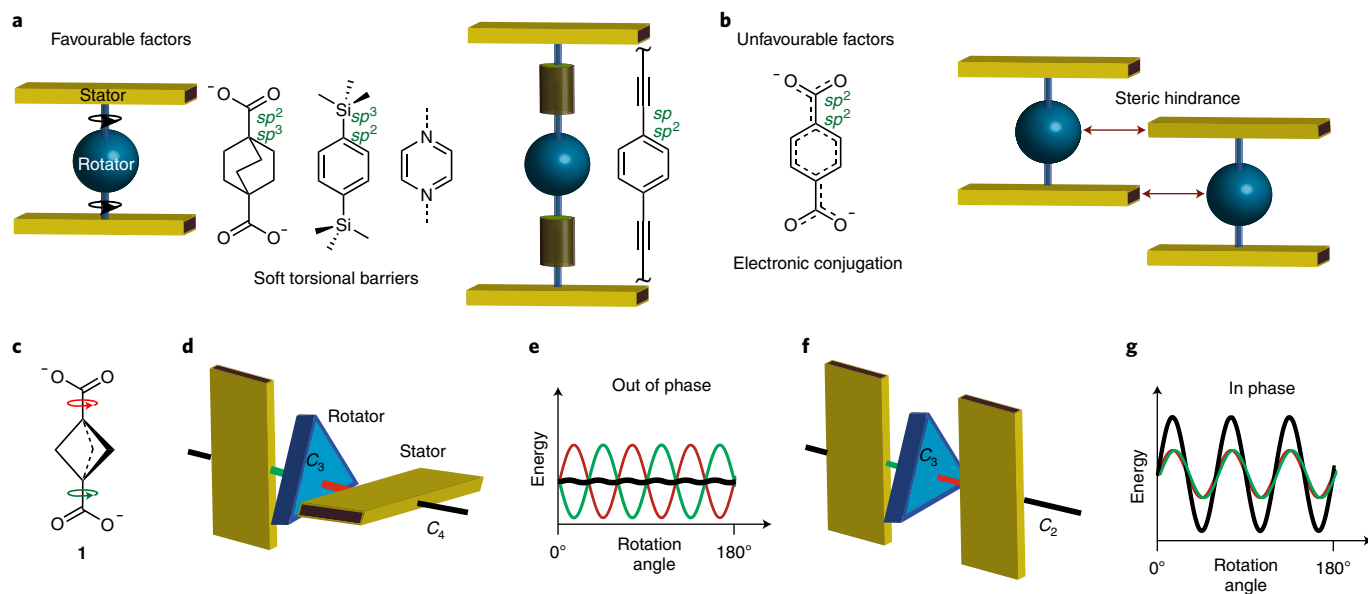 a
Favourable factors
Stator
Rotator
⁻O
O
sp²
sp³
O
O⁻
Si
sp³
sp²
Si
N
N
Soft torsional barriers
sp
sp²
b
Unfavourable factors
⁻O
O
sp²
sp²
O
O⁻
Electronic conjugation
Steric hindrance
c
⁻O
O
O
O⁻
1
d
Rotator
C₃
Stator
C₄
e
Out of phase
Energy
0°
Rotation
angle
180°
f
C₃
C₂
g
In phase
Energy
0°
Rotation
angle
180°